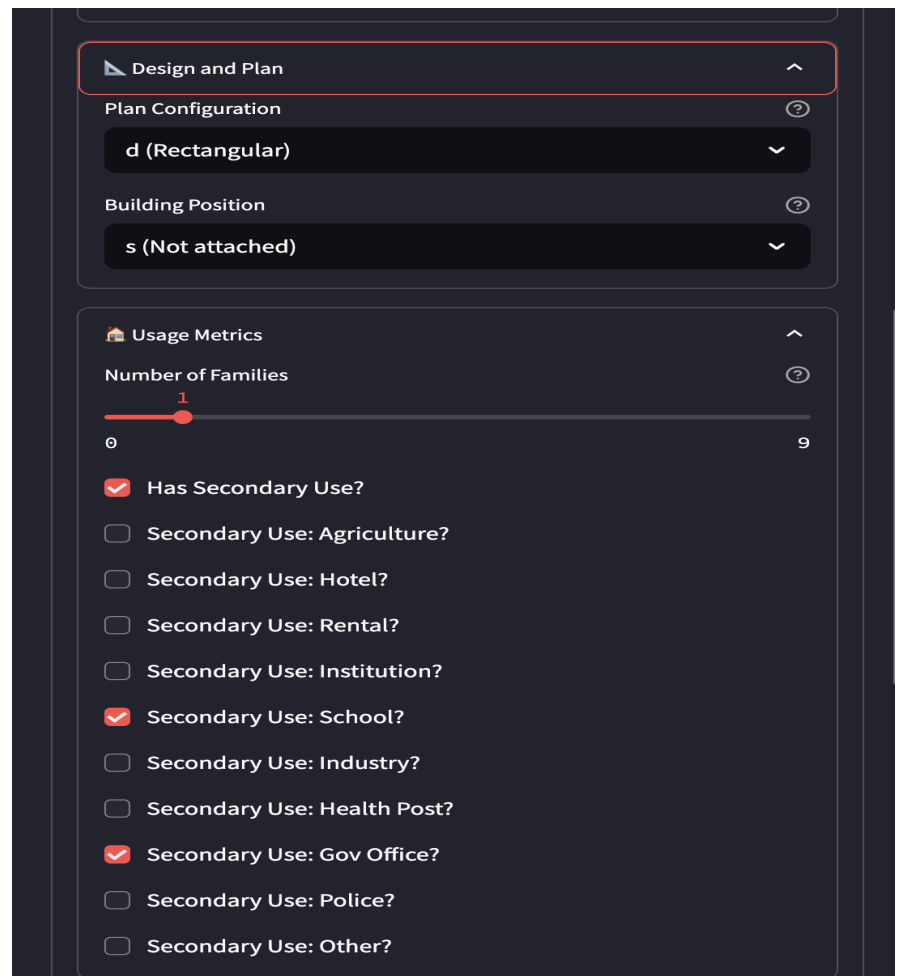 Design and Plan
Plan Configuration
d (Rectangular)
Building Position
s (Not attached)
Usage Metrics
Number of Families
1
0 9
Has Secondary Use?
Secondary Use: Agriculture?
Secondary Use: Hotel?
Secondary Use: Rental?
Secondary Use: Institution?
Secondary Use: School?
Secondary Use: Industry?
Secondary Use: Health Post?
Secondary Use: Gov Office?
Secondary Use: Police?
Secondary Use: Other?